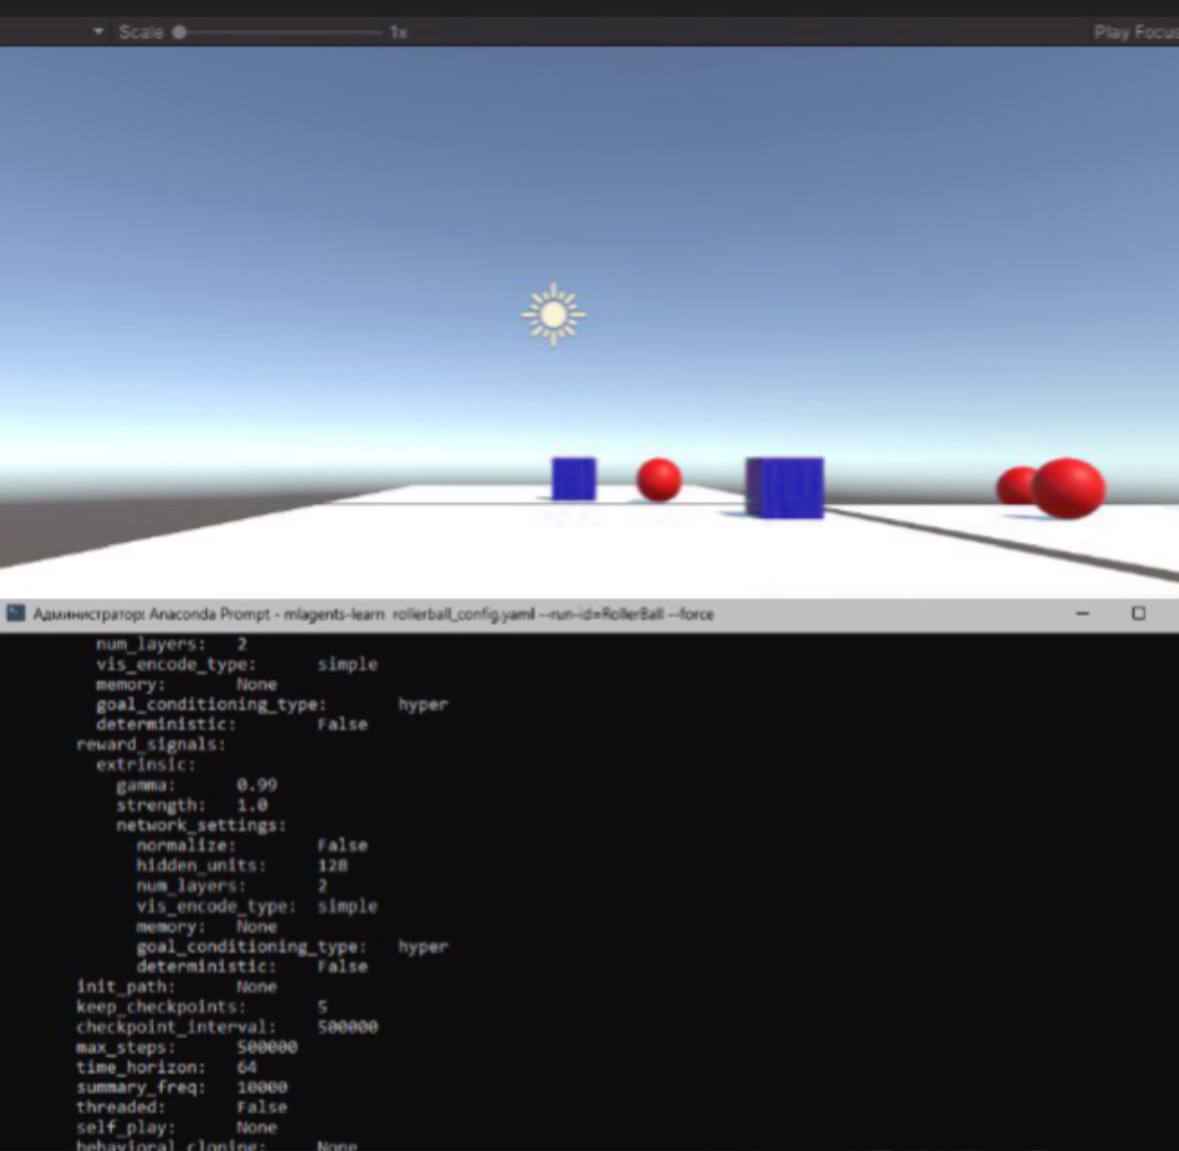 Scale 1x Play Focus
Администратор: Anaconda Prompt - mlagents-learn rollerball_config.yaml --run-id=RollerBall --force
num_layers: 2
vis_encode_type: simple
memory: None
goal_conditioning_type: hyper
deterministic: False
reward_signals:
extrinsic:
gamma: 0.99
strength: 1.0
network_settings:
normalize: False
hidden_units: 128
num_layers: 2
vis_encode_type: simple
memory: None
goal_conditioning_type: hyper
deterministic: False
init_path: None
keep_checkpoints: 5
checkpoint_interval: 500000
max_steps: 500000
time_horizon: 64
summary_freq: 10000
threaded: False
self_play: None
behavioral_cloning: None